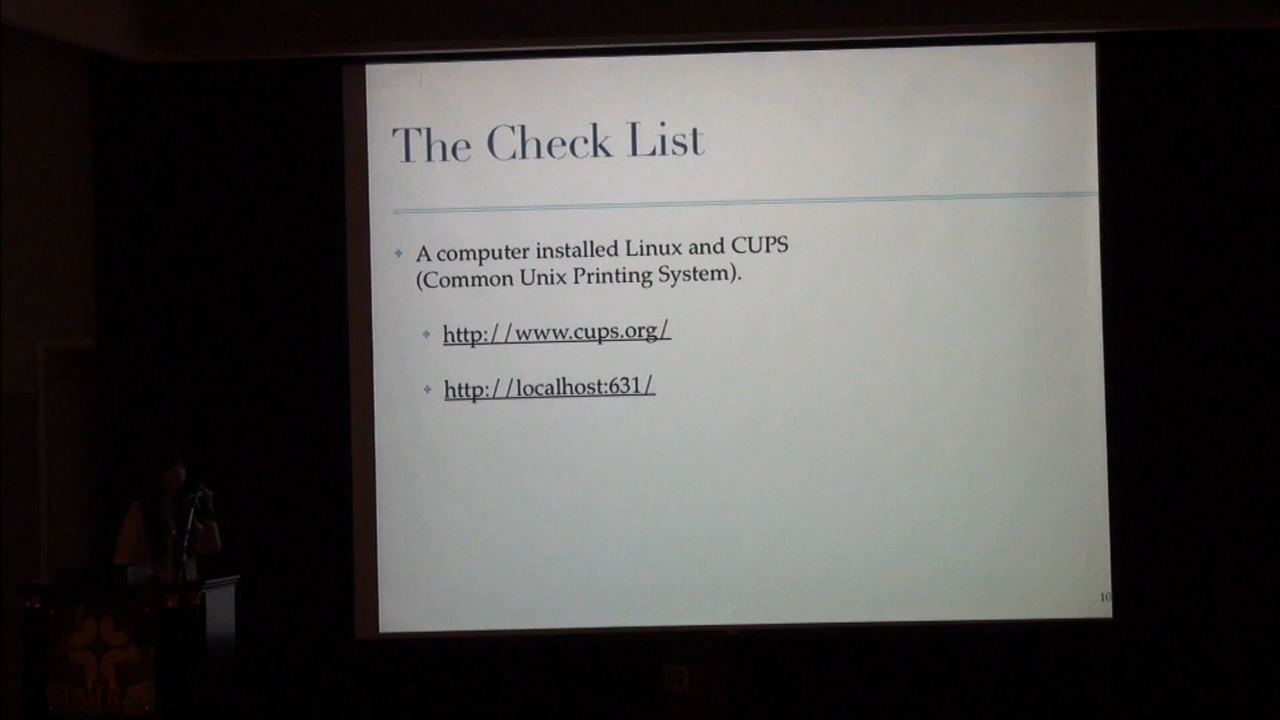 The Check List
A computer installed Linux and CUPS
(Common Unix Printing System).
http://www.cups.org/
http://localhost:631/
10